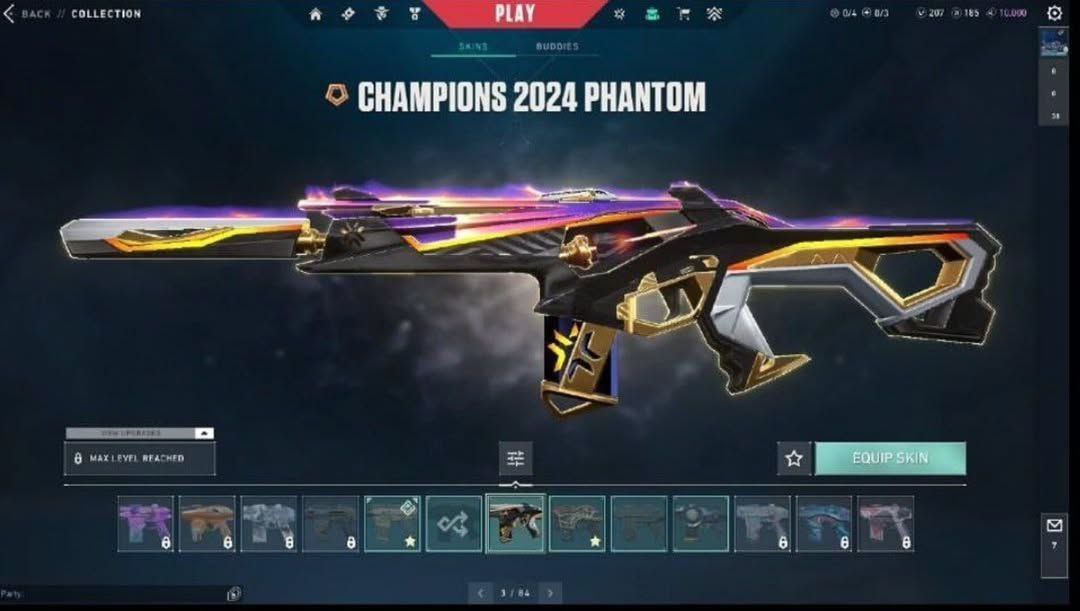 BACK // COLLECTION
PLAY
0/4 8/3 207 185 10,000
SKINS BUDDIES
CHAMPIONS 2024 PHANTOM
VIEW UPGRADES
MAX LEVEL REACHED
EQUIP SKIN
3 / 84
7
Party: